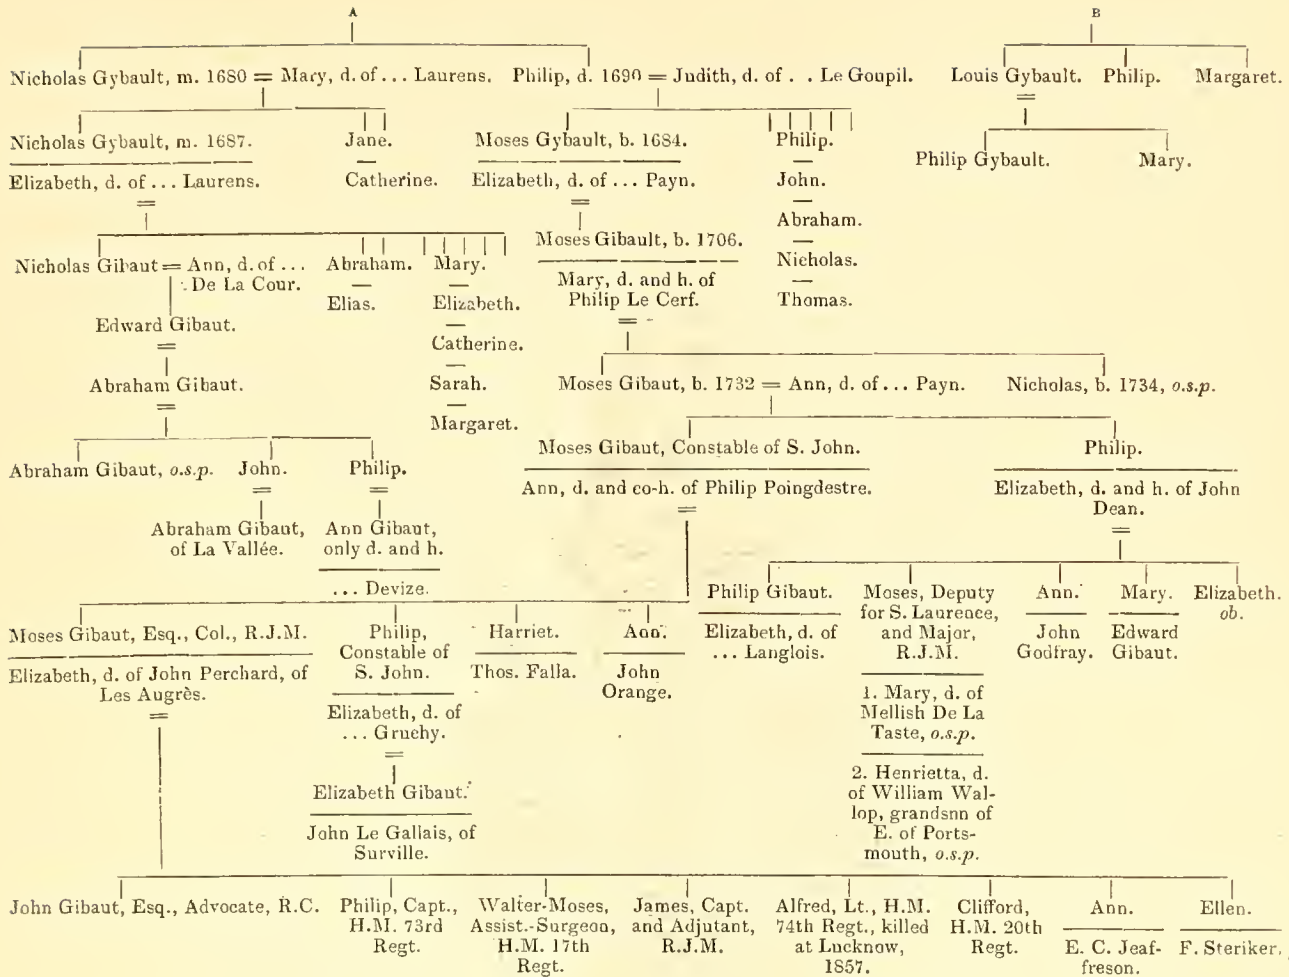 A
B
Nicholas Gybault, m. 1680 = Mary, d. of ... Laurens. Philip, d. 1690 = Judith, d. of . . Le Goupil. Louis Gybault. Philip. Margaret.
=
Nicholas Gybault, m. 1687. Jane. Moses Gybault, b. 1684. Philip.
—
Elizabeth, d. of ... Laurens. Catherine. Elizabeth, d. of ... Payn. John.
Philip Gybault. Mary.
= =
—
Abraham.
Moses Gibault, b. 1706.
—
Nicholas Gibaut = Ann, d. of ... De La Cour. Abraham. Mary. Nicholas.
— — —
Elias. Elizabeth. Thomas.
Mary, d. and h. of
Philip Le Cerf.
Edward Gibaut. —
= Catherine. =
Abraham Gibaut. —
Sarah. Moses Gibaut, b. 1732 = Ann, d. of ... Payn. Nicholas, b. 1734, o.s.p.
= —
Margaret.
Abraham Gibaut, o.s.p. John. Philip. Moses Gibaut, Constable of S. John. Philip.
= =
Ann, d. and co-h. of Philip Poingdestre. Elizabeth, d. and h. of John
Dean.
= =
Abraham Gibaut,
of La Vallée.
Ann Gibaut,
only d. and h.
... Devize.
Philip Gibaut.
Elizabeth, d. of
... Langlois.
Moses, Deputy
for S. Laurence,
and Major,
R.J.M.
1. Mary, d. of
Mellish De La
Taste, o.s.p.
2. Henrietta, d.
of William Wal-
lop, grandsnn of
E. of Ports-
mouth, o.s.p.
Ann.
John
Godfray.
Mary.
Edward
Gibaut.
Elizabeth.
ob.
Moses Gibaut, Esq., Col., R.J.M.
Elizabeth, d. of John Perchard, of
Les Augrès.
=
Philip,
Constable of
S. John.
Elizabeth, d. of
... Gruchy.
=
Elizabeth Gibaut.
John Le Gallais, of
Surville.
Harriet.
Thos. Falla.
Ann.
John
Orange.
John Gibaut, Esq., Advocate, R.C.
Philip, Capt.,
H.M. 73rd
Regt.
Walter-Moses,
Assist.-Surgeon,
H.M. 17th
Regt.
James, Capt.
and Adjutant,
R.J.M.
Alfred, Lt., H.M.
74th Regt., killed
at Lucknow,
1857.
Clifford,
H.M. 20th
Regt.
Ann.
E. C. Jeaf-
freson.
Ellen.
F. Steriker.